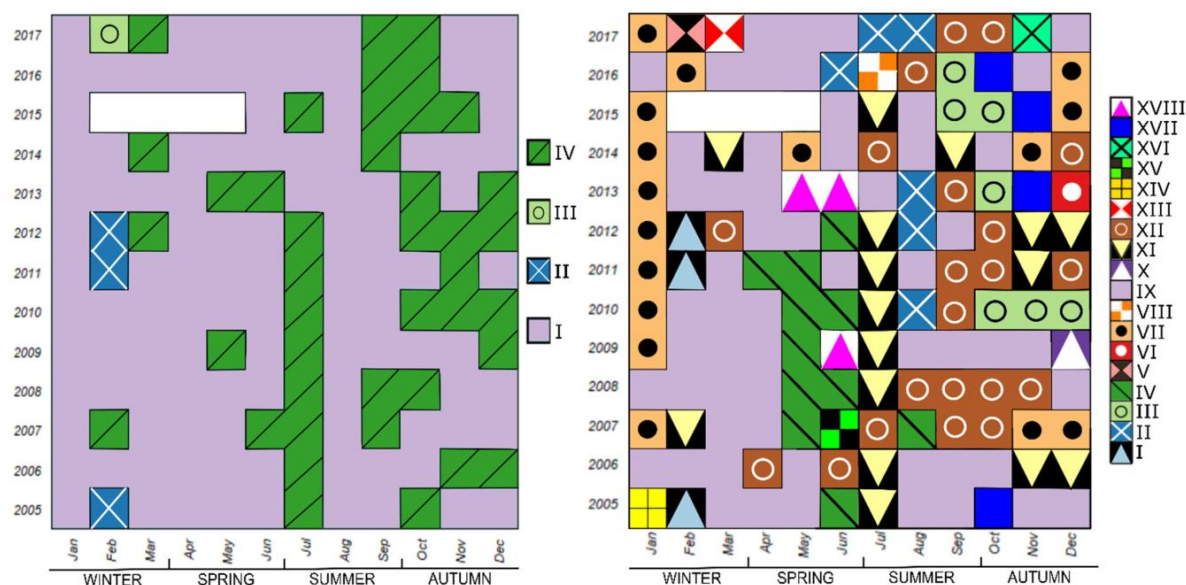 2017
2016
2015
2014
2013
2012
2011
2010
2009
2008
2007
2006
2005
Jan Feb Mar Apr May Jun Jul Aug Sep Oct Nov Dec
WINTER SPRING SUMMER AUTUMN
IV
III
II
I
2017
2016
2015
2014
2013
2012
2011
2010
2009
2008
2007
2006
2005
Jan Feb Mar Apr May Jun Jul Aug Sep Oct Nov Dec
WINTER SPRING SUMMER AUTUMN
XVIII
XVII
XVI
XV
XIV
XIII
XII
XI
X
IX
VIII
VII
VI
V
IV
III
II
I